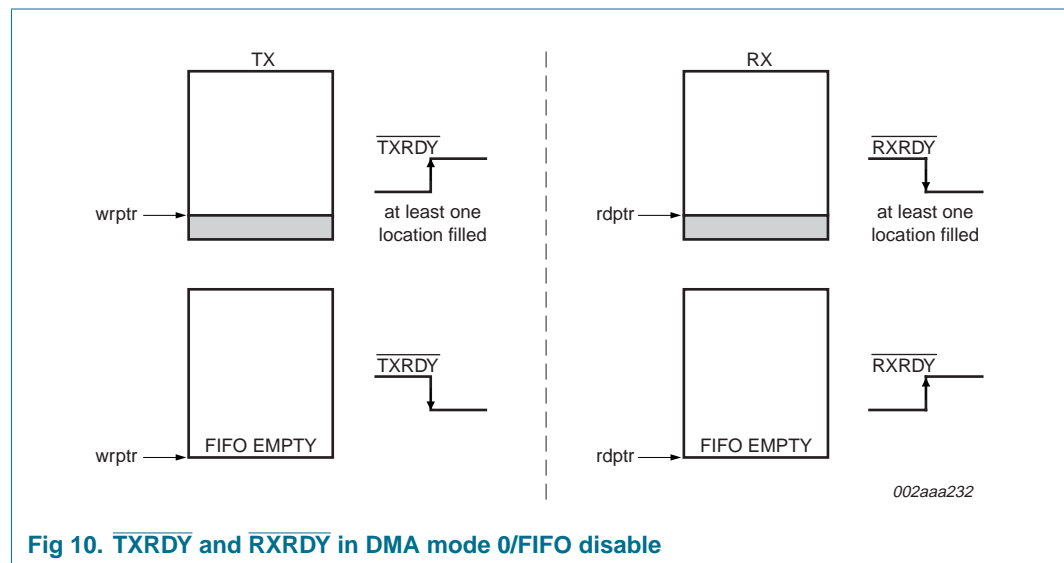 TX
TXRDY
wrptr
at least one
location filled
TXRDY
FIFO EMPTY
wrptr
RX
RXRDY
rdptr
at least one
location filled
RXRDY
FIFO EMPTY
rdptr
002aaa232
Fig 10. TXRDY and RXRDY in DMA mode 0/FIFO disable